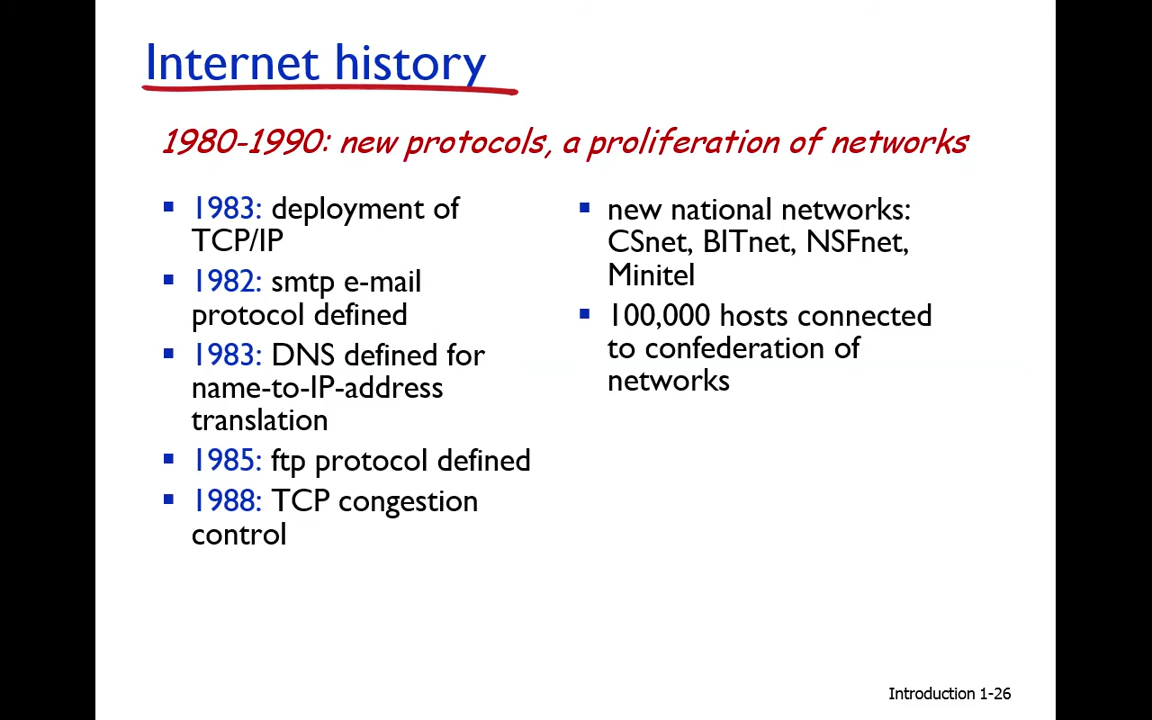 Internet history
1980-1990: new protocols, a proliferation of networks
▪ 1983: deployment of
TCP/IP
▪ 1982: smtp e-mail
protocol defined
▪ 1983: DNS defined for
name-to-IP-address
translation
▪ 1985: ftp protocol defined
▪ 1988: TCP congestion
control
▪ new national networks:
CSnet, BITnet, NSFnet,
Minitel
▪ 100,000 hosts connected
to confederation of
networks
Introduction 1-26